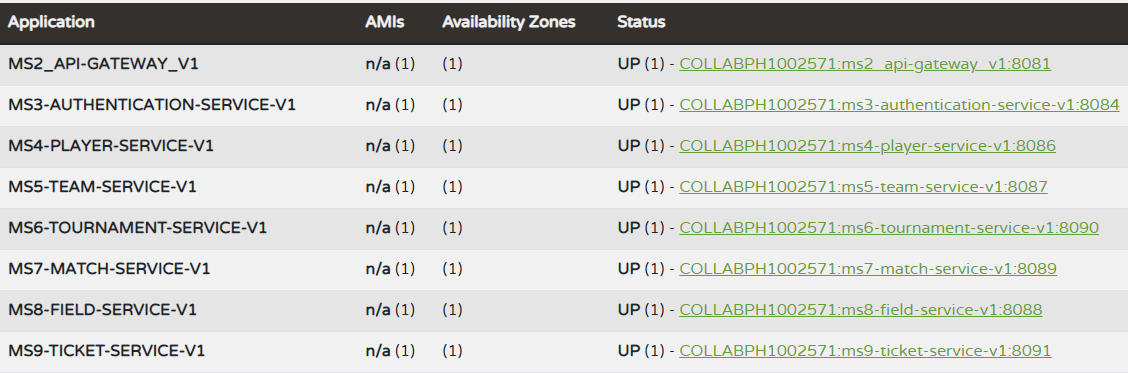 Application AMIs Availability Zones Status
MS2_API-GATEWAY_V1 n/a (1) (1) UP (1) - COLLABPH1002571:ms2_api-gateway_v1:8081
MS3-AUTHENTICATION-SERVICE-V1 n/a (1) (1) UP (1) - COLLABPH1002571:ms3-authentication-service-v1:8084
MS4-PLAYER-SERVICE-V1 n/a (1) (1) UP (1) - COLLABPH1002571:ms4-player-service-v1:8086
MS5-TEAM-SERVICE-V1 n/a (1) (1) UP (1) - COLLABPH1002571:ms5-team-service-v1:8087
MS6-TOURNAMENT-SERVICE-V1 n/a (1) (1) UP (1) - COLLABPH1002571:ms6-tournament-service-v1:8090
MS7-MATCH-SERVICE-V1 n/a (1) (1) UP (1) - COLLABPH1002571:ms7-match-service-v1:8089
MS8-FIELD-SERVICE-V1 n/a (1) (1) UP (1) - COLLABPH1002571:ms8-field-service-v1:8088
MS9-TICKET-SERVICE-V1 n/a (1) (1) UP (1) - COLLABPH1002571:ms9-ticket-service-v1:8091